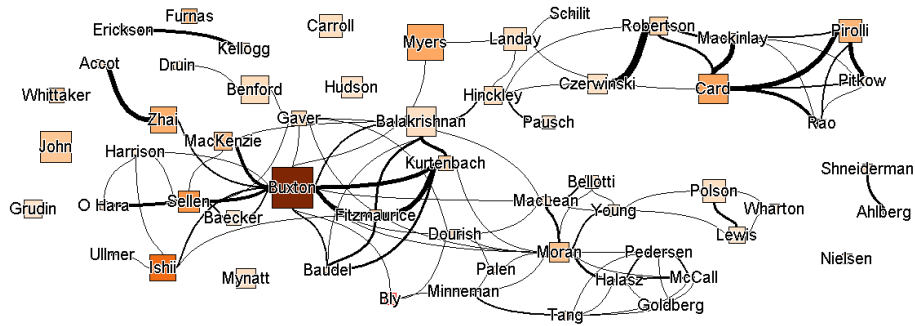 Furnas
Schilit
Erickson
Carroll
Robertson
Pirolli
Kellogg
Myers
Landay
Mackinlay
Accot
Druin
Whittaker
Benford
Hudson
Hinckley
Czerwinski
Card
Pitkow
Zhai
Gaver
Balakrishnan
Pausch
Rao
John
Harrison
MacKenzie
Kurtenbach
Shneiderman
Buxton
Bellotti
Polson
Grudin
O Hara
Sellen
Baecker
Fitzmaurice
MacLean
Young
Wharton
Ahlberg
Dourish
Lewis
Ullmer
Ishii
Mynatt
Baudel
Palen
Moran
Pedersen
Nielsen
Bly
Minneman
Halasz
McCall
Tang
Goldberg